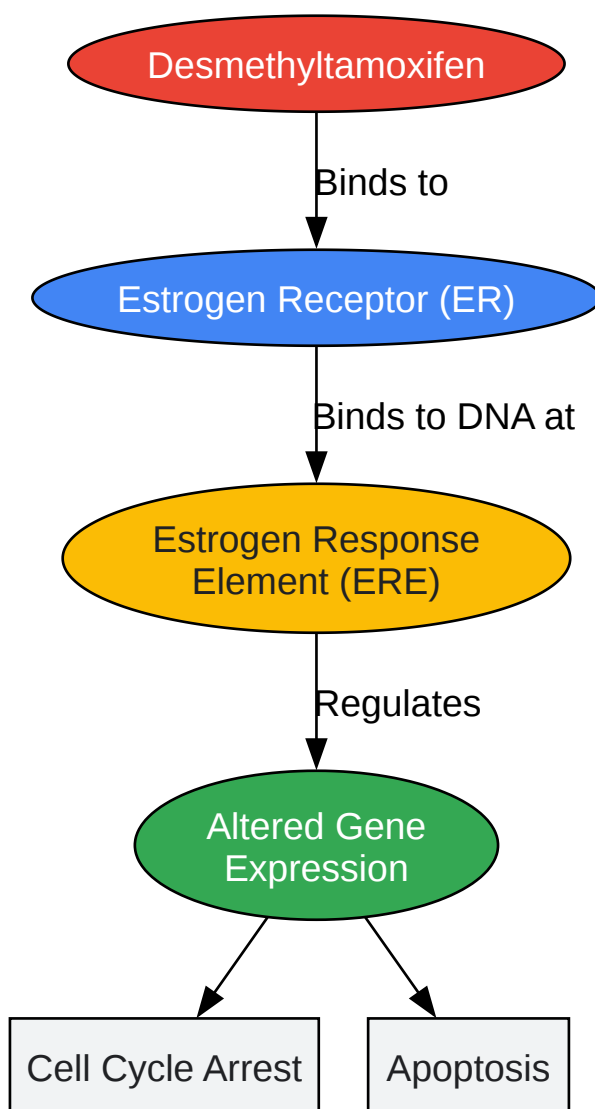 Desmethyltamoxifen
Binds to
Estrogen Receptor (ER)
Binds to DNA at
Estrogen Response
Element (ERE)
Regulates
Altered Gene
Expression
Cell Cycle Arrest
Apoptosis